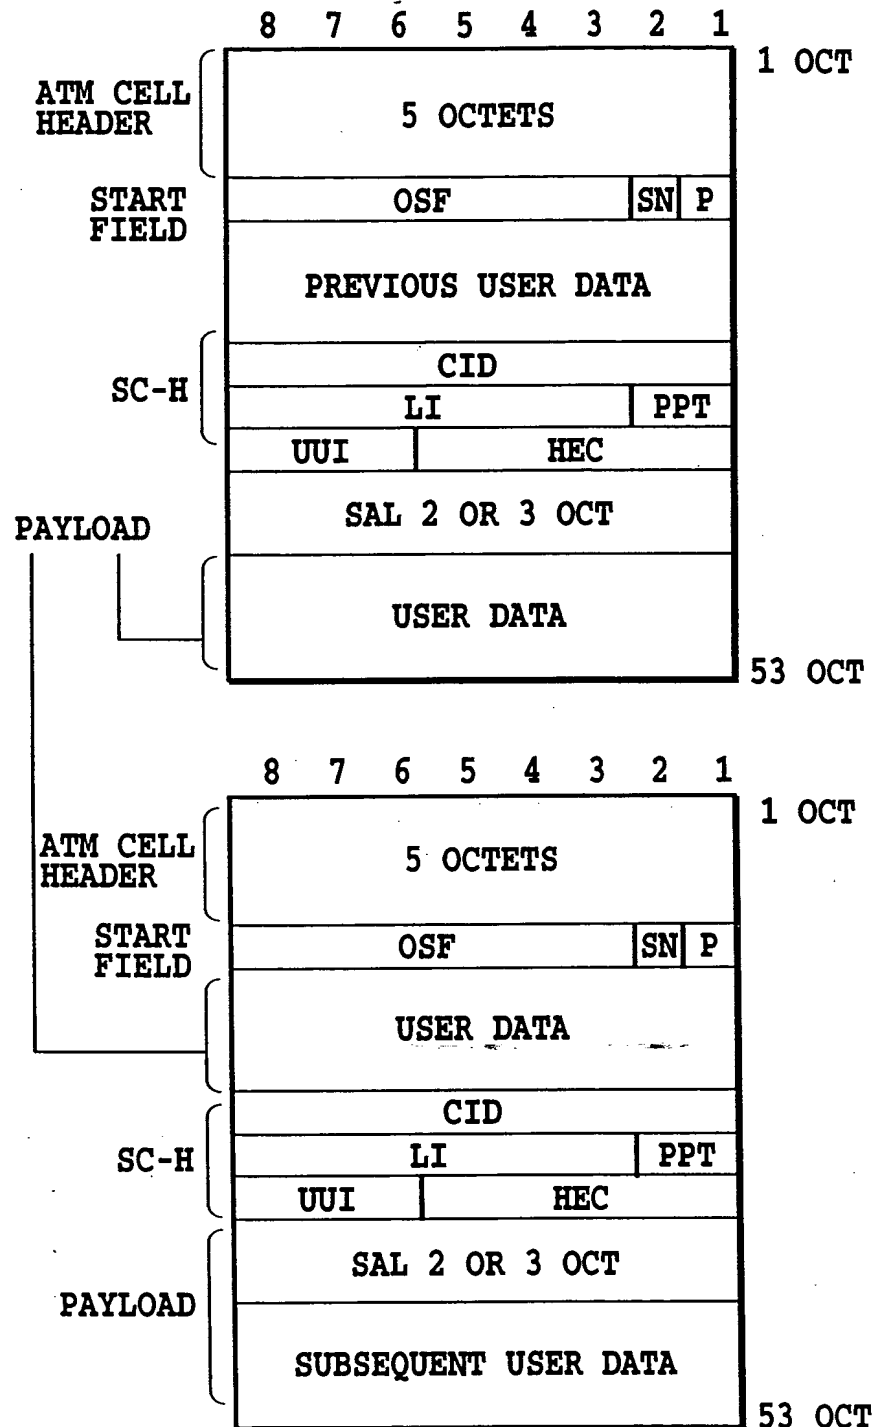 8 7 6 5 4 3 2 1
1 OCT
ATM CELL
HEADER
5 OCTETS
START
FIELD
OSF SN P
PREVIOUS USER DATA
SC-H
CID
LI PPT
UUI HEC
SAL 2 OR 3 OCT
PAYLOAD
USER DATA
53 OCT
8 7 6 5 4 3 2 1
1 OCT
ATM CELL
HEADER
5 OCTETS
START
FIELD
OSF SN P
USER DATA
SC-H
CID
LI PPT
UUI HEC
SAL 2 OR 3 OCT
PAYLOAD
SUBSEQUENT USER DATA
53 OCT